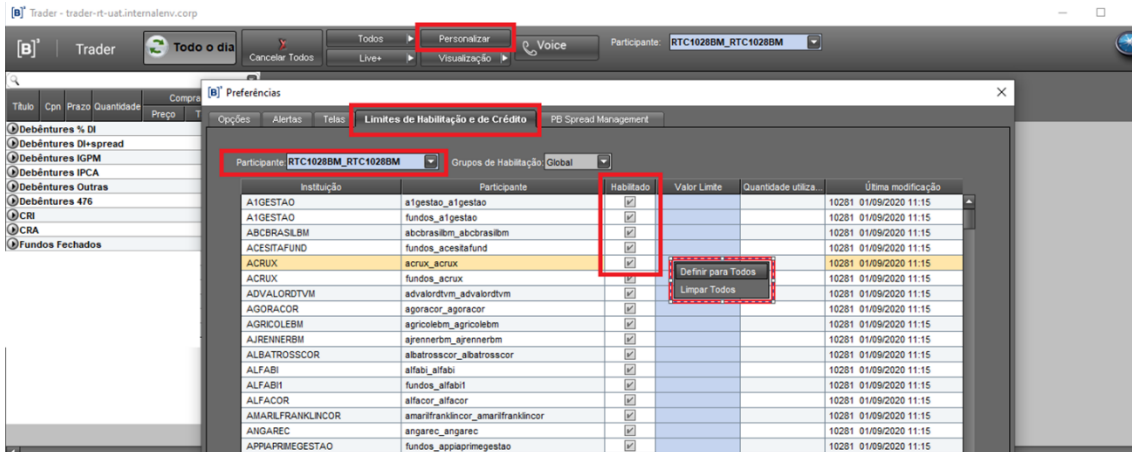 [B]³ Trader - trader-rt-uat.internalenv.corp
[B]³ Trader
Todo o dia
Cancelar Todos
Todos
Live+
Personalizar
Visualização
Voice
Participante: RTC1028BM_RTC1028BM
Título Cpn Prazo Quantidade Compra
Preço T
Debêntures % DI
Debêntures DI+spread
Debêntures IGPM
Debêntures IPCA
Debêntures Outras
Debêntures 476
CRI
CRA
Fundos Fechados
[B]³ Preferências
Opções Alertas Telas Limites de Habilitação e de Crédito PB Spread Management
Participante: RTC1028BM_RTC1028BM Grupos de Habilitação: Global
Instituição Participante Habilitado Valor Limite Quantidade utiliza... Última modificação
A1GESTAO a1gestao_a1gestao 10281 01/09/2020 11:15
A1GESTAO fundos_a1gestao 10281 01/09/2020 11:15
ABCBRASILBM abcbrasilbm_abcbrasilbm 10281 01/09/2020 11:15
ACESITAFUND fundos_acesitafund 10281 01/09/2020 11:15
ACRUX acrux_acrux 10281 01/09/2020 11:15
ACRUX fundos_acrux 10281 01/09/2020 11:15
ADVALORDTVM advalordtvm_advalordtvm 10281 01/09/2020 11:15
AGORACOR agoracor_agoracor 10281 01/09/2020 11:15
AGRICOLEBM agricolebm_agricolebm 10281 01/09/2020 11:15
AJRENNERBM ajrennerbm_ajrennerbm 10281 01/09/2020 11:15
ALBATROSSCOR albatrosscor_albatrosscor 10281 01/09/2020 11:15
ALFABI alfabi_alfabi 10281 01/09/2020 11:15
ALFABI1 fundos_alfabi1 10281 01/09/2020 11:15
ALFACOR alfacor_alfacor 10281 01/09/2020 11:15
AMARILFRANKLINCOR amarilfranklincor_amarilfranklincor 10281 01/09/2020 11:15
ANGAREC angarec_angarec 10281 01/09/2020 11:15
APPIAPRIMEGESTAO fundos_appiaprimegestao 10281 01/09/2020 11:15
Definir para Todos
Limpar Todos